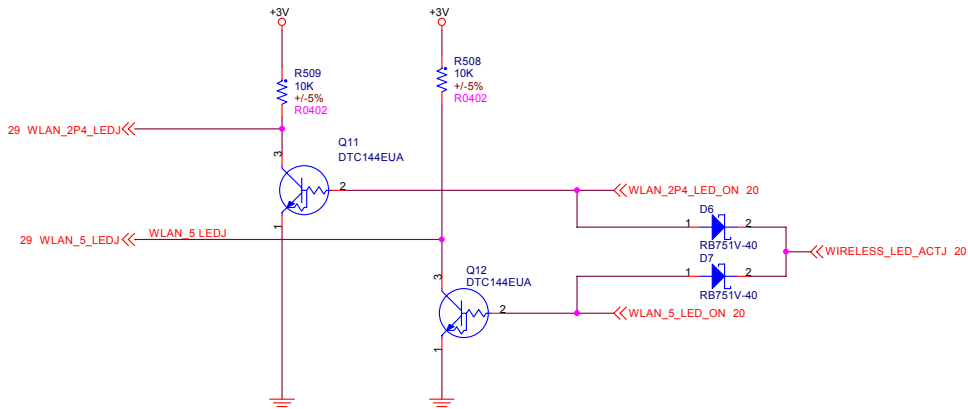 +3V
+3V
R509
10K
+/-5%
R0402
R508
10K
+/-5%
R0402
29 WLAN_2P4_LEDJ
Q11
DTC144EUA
3
2
1
WLAN_2P4_LED_ON 20
D6
1
2
RB751V-40
29 WLAN_5_LEDJ
WLAN_5 LEDJ
WIRELESS_LED_ACTJ 20
D7
1
2
RB751V-40
Q12
DTC144EUA
3
2
1
WLAN_5_LED_ON 20